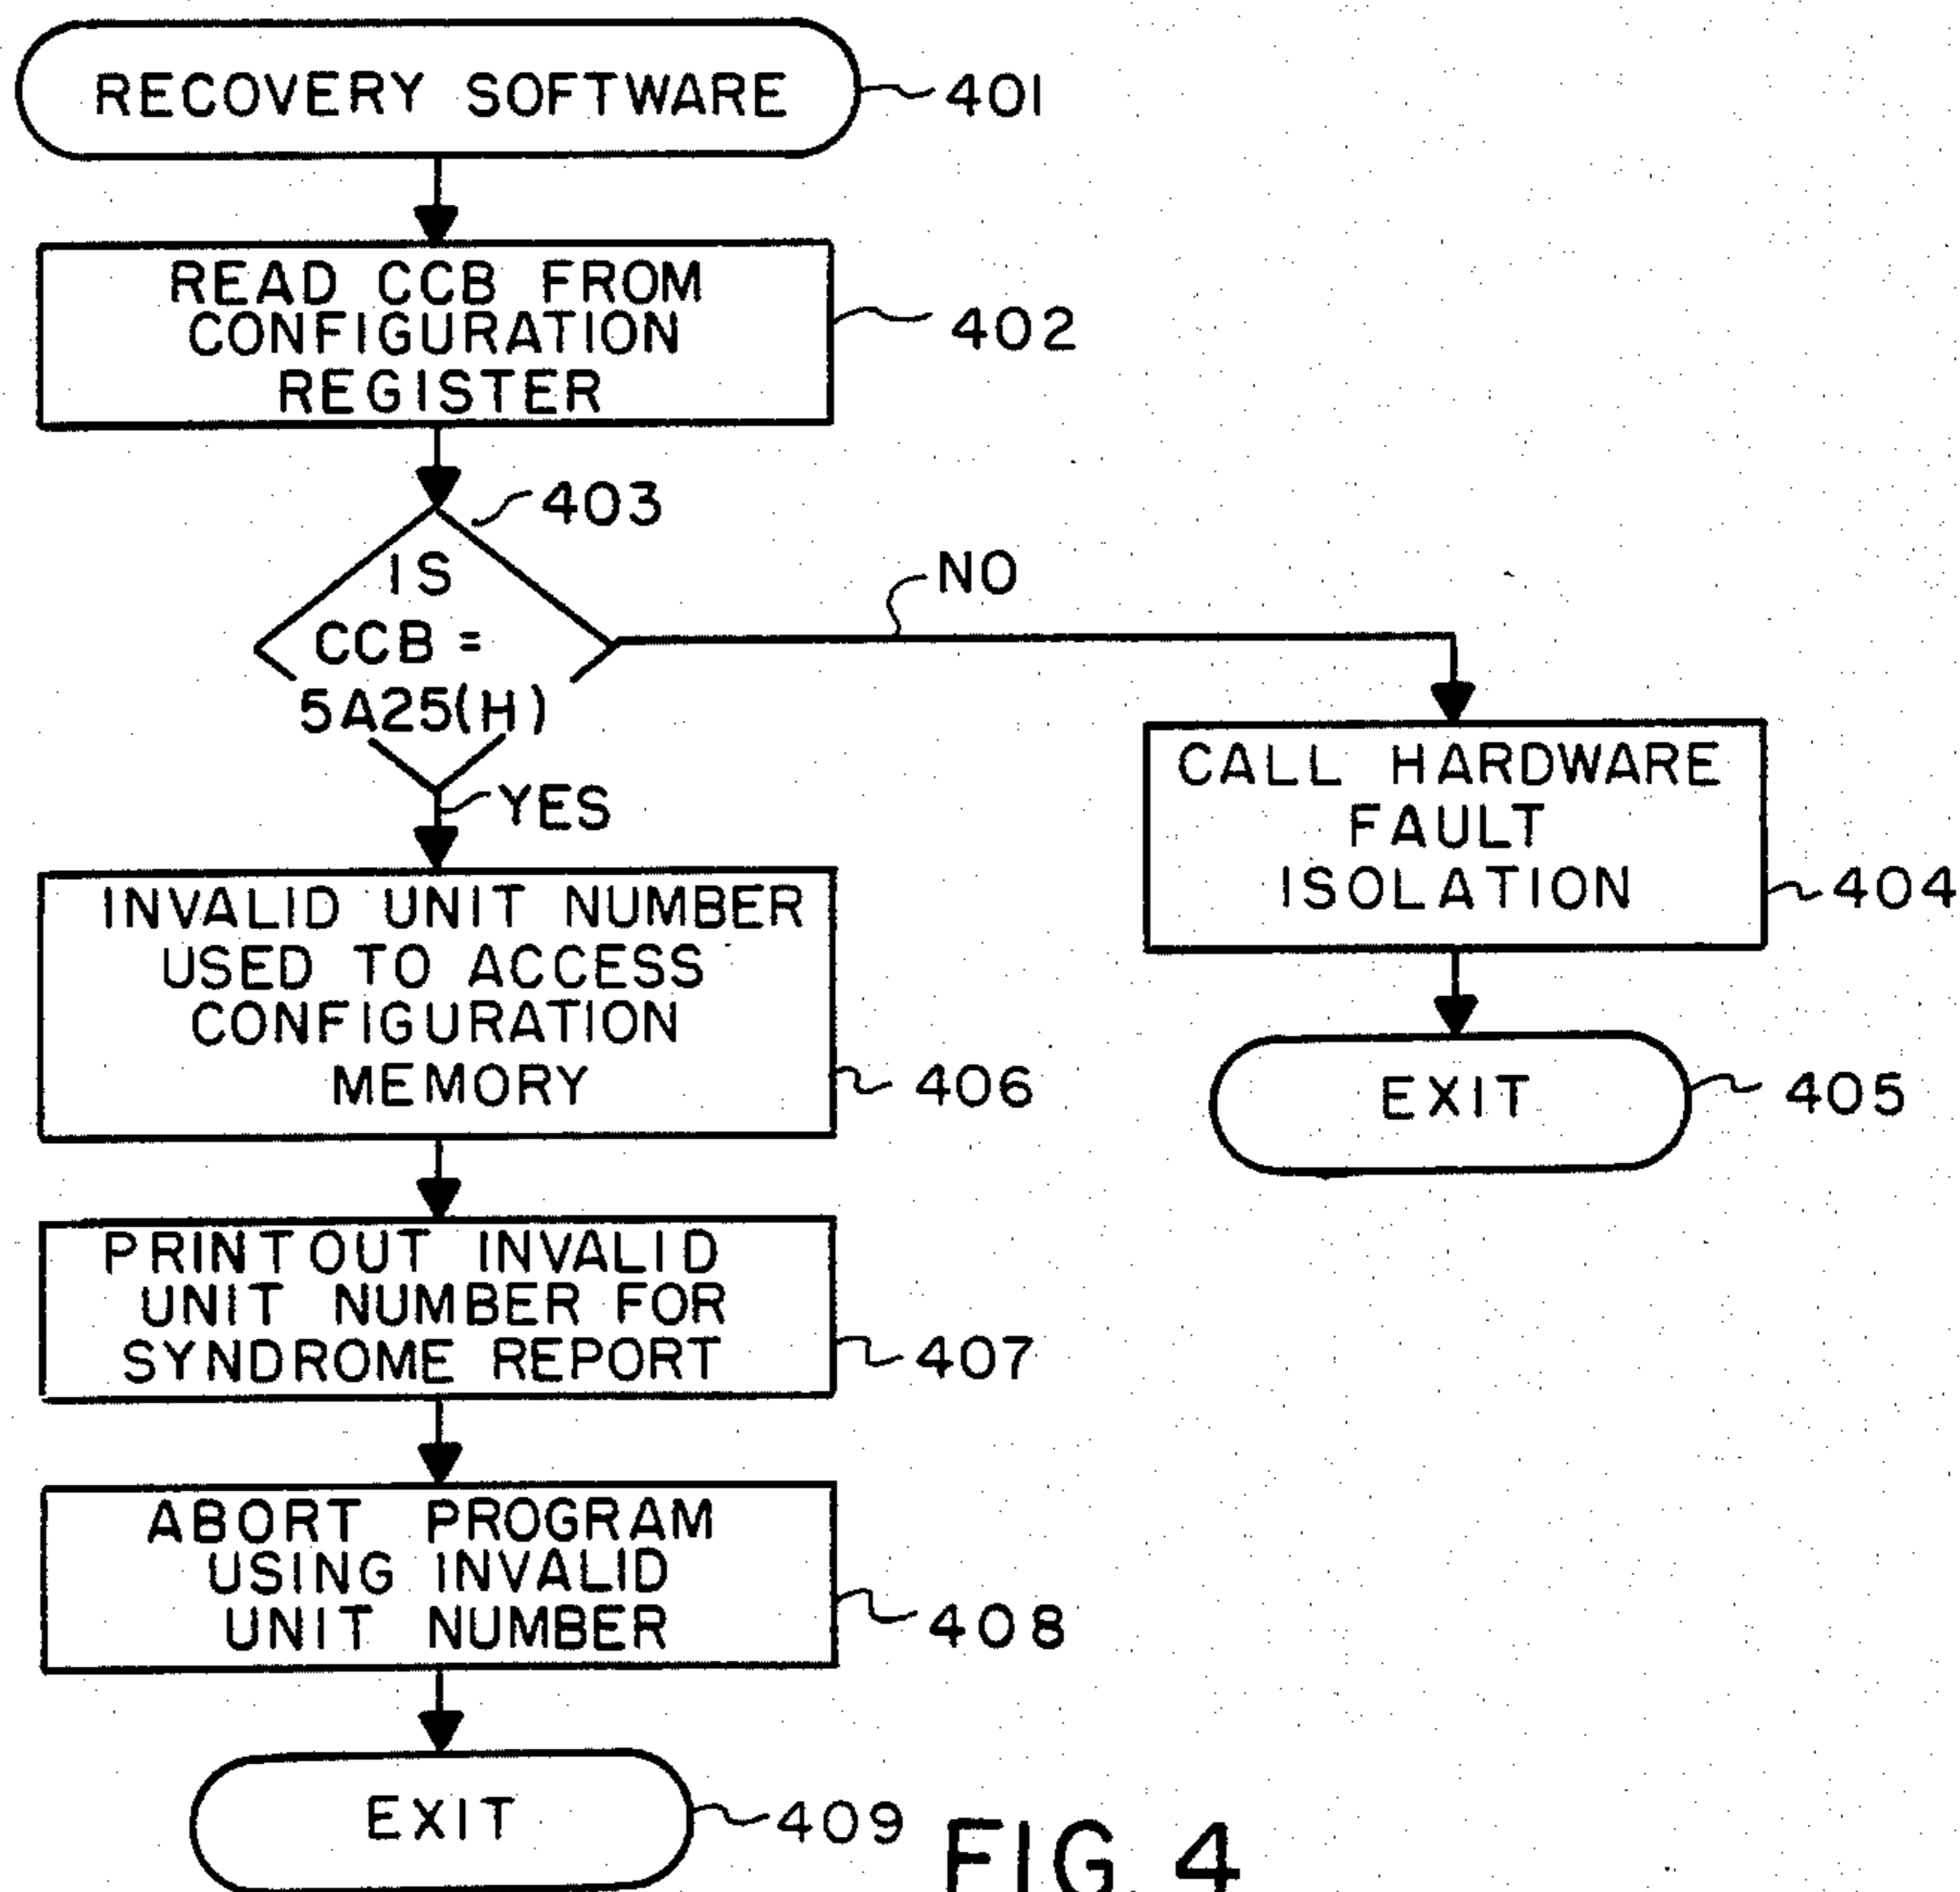 RECOVERY SOFTWARE
401
READ CCB FROM
CONFIGURATION
REGISTER
402
403
IS
CCB =
5A25(H)
NO
YES
CALL HARDWARE
FAULT
ISOLATION
404
EXIT
405
INVALID UNIT NUMBER
USED TO ACCESS
CONFIGURATION
MEMORY
406
PRINTOUT INVALID
UNIT NUMBER FOR
SYNDROME REPORT
407
ABORT PROGRAM
USING INVALID
UNIT NUMBER
408
EXIT
409
FIG. 4